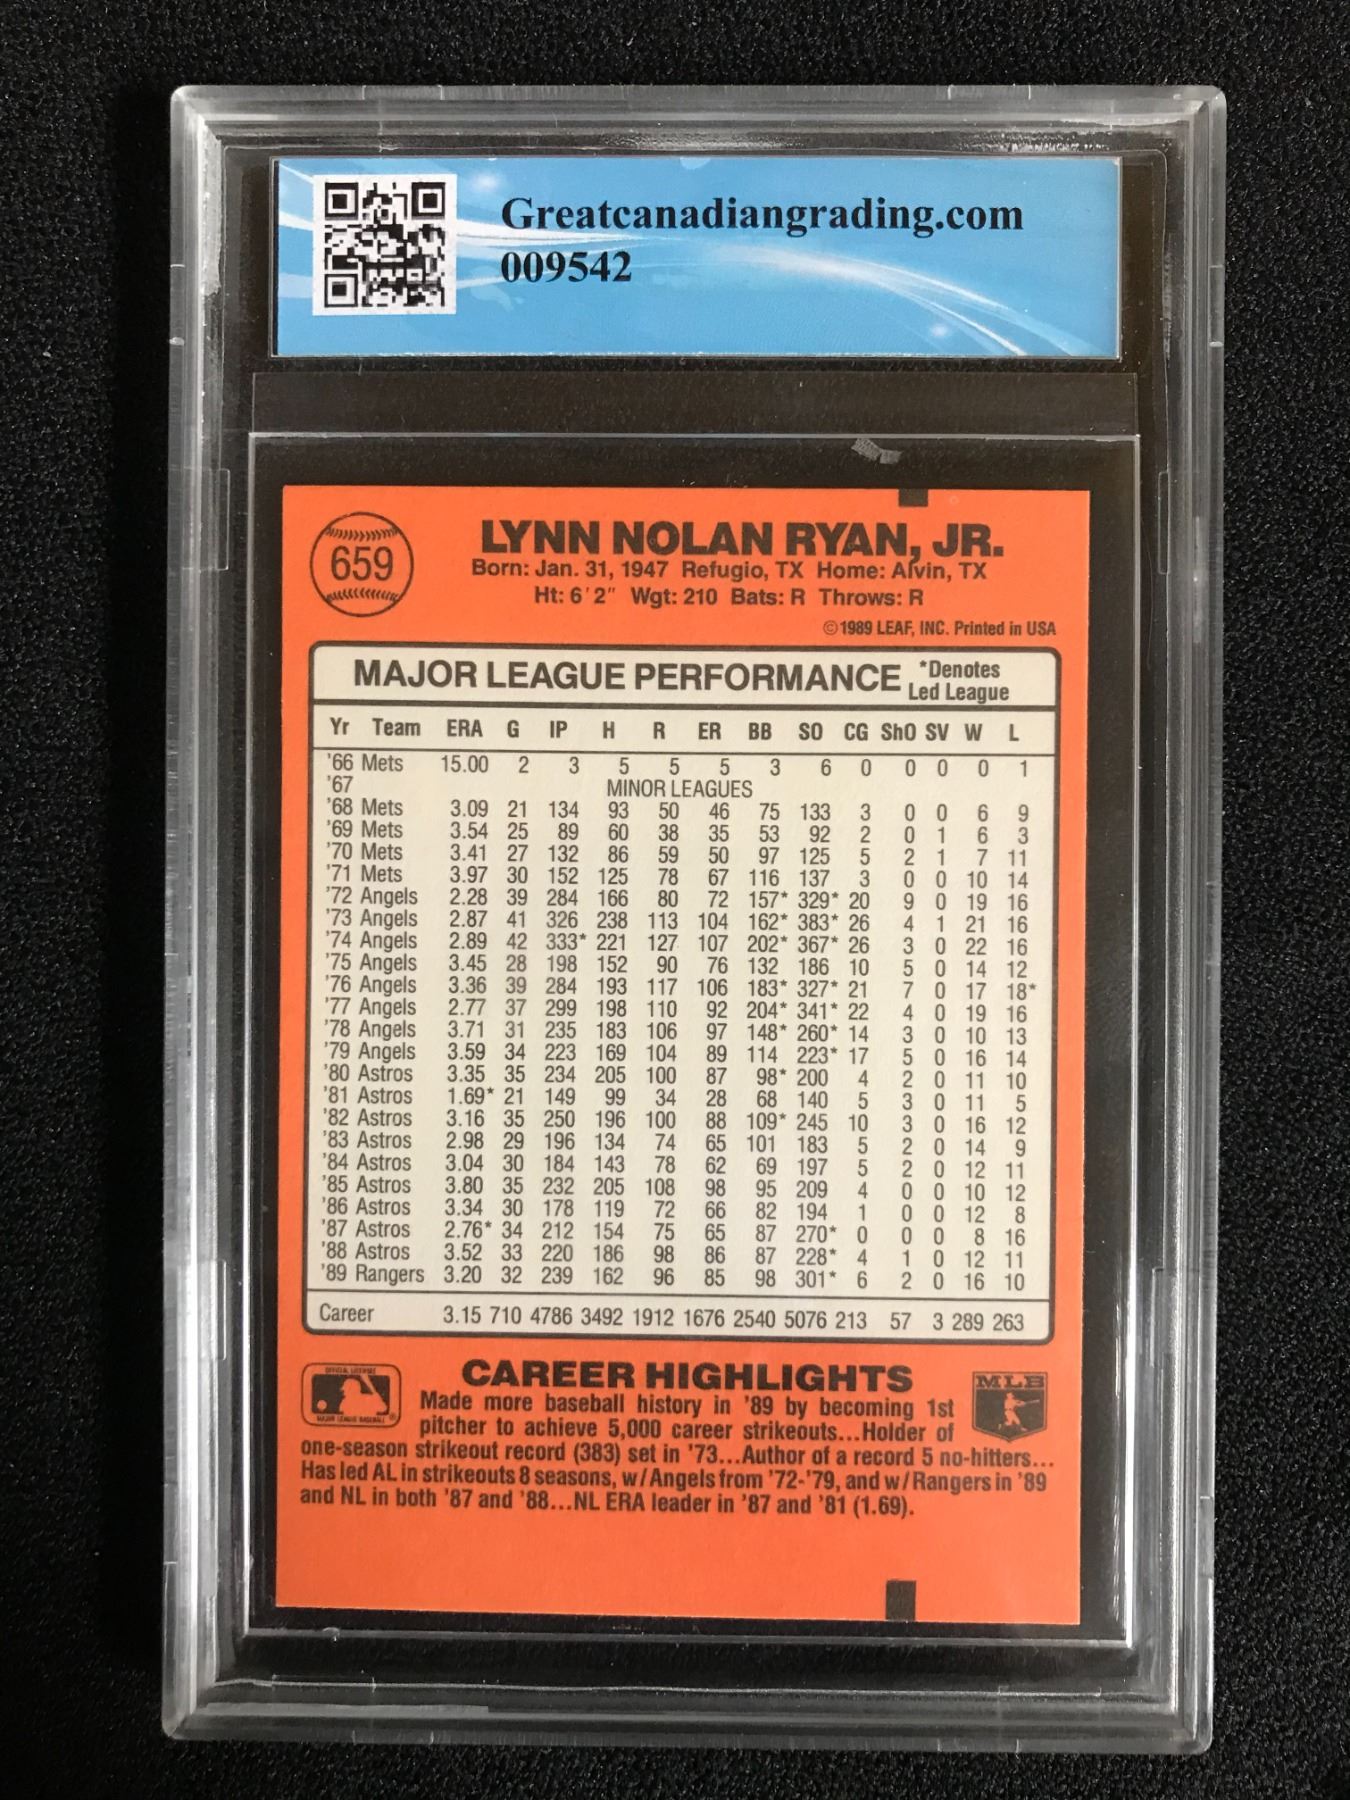 Greatcanadiangrading.com
009542
659
LYNN NOLAN RYAN, JR.
Born: Jan. 31, 1947 Refugio, TX Home: Alvin, TX
Ht: 6'2" Wgt: 210 Bats: R Throws: R
©1989 LEAF, INC. Printed in USA
MAJOR LEAGUE PERFORMANCE *Denotes Led League
Yr Team ERA G IP H R ER BB SO CG ShO SV W L
'66 Mets 15.00 2 3 5 5 5 3 6 0 0 0 0 1
'67 MINOR LEAGUES
'68 Mets 3.09 21 134 93 50 46 75 133 3 0 0 6 9
'69 Mets 3.54 25 89 60 38 35 53 92 2 0 1 6 3
'70 Mets 3.41 27 132 86 59 50 97 125 5 2 1 7 11
'71 Mets 3.97 30 152 125 78 67 116 137 3 0 0 10 14
'72 Angels 2.28 39 284 166 80 72 157* 329* 20 9 0 19 16
'73 Angels 2.87 41 326 238 113 104 162* 383* 26 4 1 21 16
'74 Angels 2.89 42 333* 221 127 107 202* 367* 26 3 0 22 16
'75 Angels 3.45 28 198 152 90 76 132 186 10 5 0 14 12
'76 Angels 3.36 39 284 193 117 106 183* 327* 21 7 0 17 18*
'77 Angels 2.77 37 299 198 110 92 204* 341* 22 4 0 19 16
'78 Angels 3.71 31 235 183 106 97 148* 260* 14 3 0 10 13
'79 Angels 3.59 34 223 169 104 89 114 223* 17 5 0 16 14
'80 Astros 3.35 35 234 205 100 87 98* 200 4 2 0 11 10
'81 Astros 1.69* 21 149 99 34 28 68 140 5 3 0 11 5
'82 Astros 3.16 35 250 196 100 88 109* 245 10 3 0 16 12
'83 Astros 2.98 29 196 134 74 65 101 183 5 2 0 14 9
'84 Astros 3.04 30 184 143 78 62 69 197 5 2 0 12 11
'85 Astros 3.80 35 232 205 108 98 95 209 4 0 0 10 12
'86 Astros 3.34 30 178 119 72 66 82 194 1 0 0 12 8
'87 Astros 2.76* 34 212 154 75 65 87 270* 0 0 0 8 16
'88 Astros 3.52 33 220 186 98 86 87 228* 4 1 0 12 11
'89 Rangers 3.20 32 239 162 96 85 98 301* 6 2 0 16 10
Career 3.15 710 4786 3492 1912 1676 2540 5076 213 57 3 289 263
OFFICIAL LICENSEE
MAJOR LEAGUE BASEBALL®
CAREER HIGHLIGHTS
MLB
Made more baseball history in '89 by becoming 1st
pitcher to achieve 5,000 career strikeouts...Holder of
one-season strikeout record (383) set in '73...Author of a record 5 no-hitters...
Has led AL in strikeouts 8 seasons, w/Angels from '72-'79, and w/Rangers in '89
and NL in both '87 and '88...NL ERA leader in '87 and '81 (1.69).